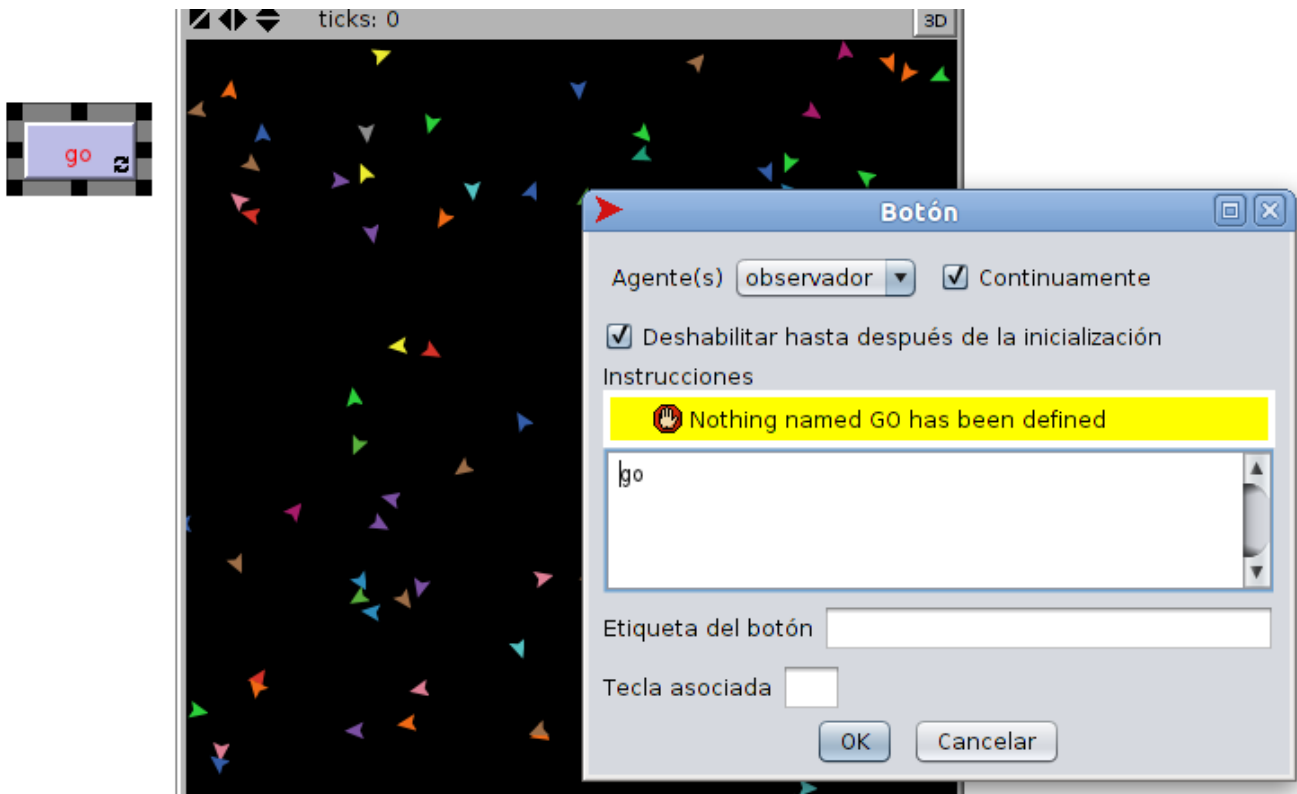 ticks: 0
3D
go
Botón
Agente(s) observador Continuamente
Deshabilitar hasta después de la inicialización
Instrucciones
Nothing named GO has been defined
go
Etiqueta del botón
Tecla asociada
OK Cancelar